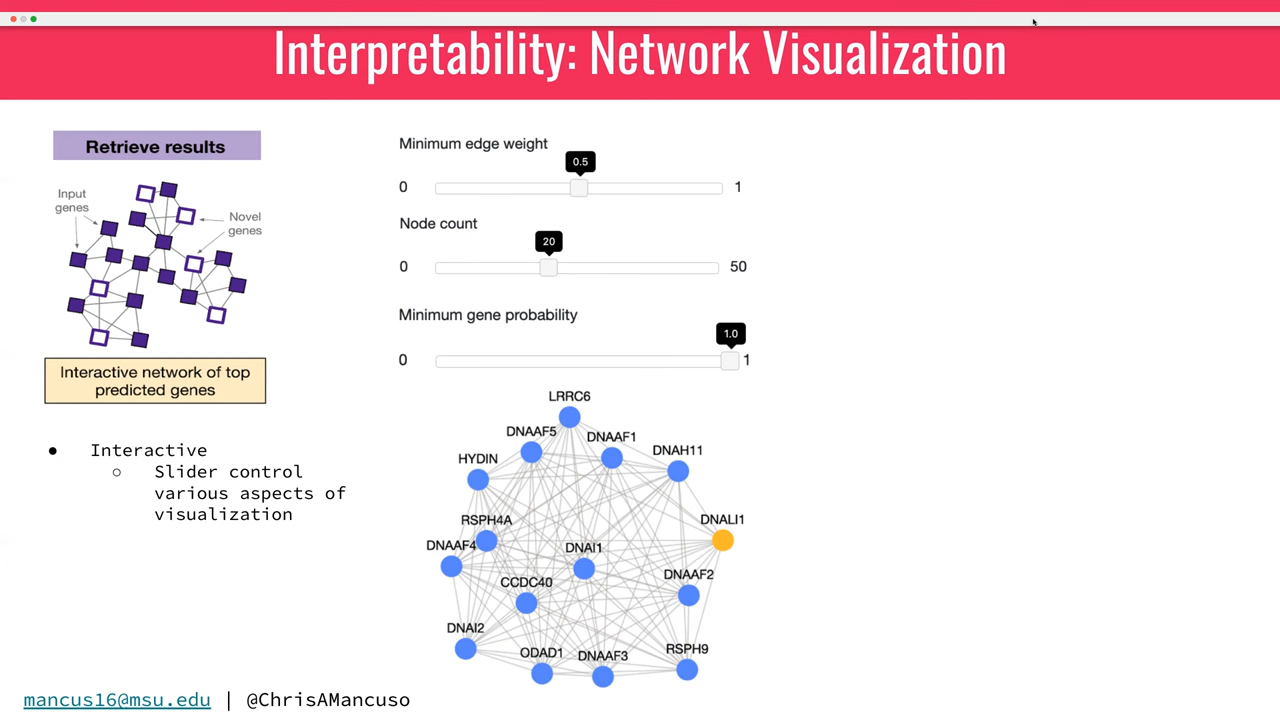 Interpretability: Network Visualization
Retrieve results
Input
genes
Novel
genes
Interactive network of top
predicted genes
● Interactive
○ Slider control
various aspects of
visualization
Minimum edge weight
0.5
0 1
Node count
20
0 50
Minimum gene probability
1.0
0 1
LRRC6
DNAAF5
DNAAF1
HYDIN
DNAH11
RSPH4A
DNALI1
DNAAF4
DNAI1
CCDC40
DNAAF2
DNAI2
ODAD1
DNAAF3
RSPH9
mancus16@msu.edu | @ChrisAMancuso